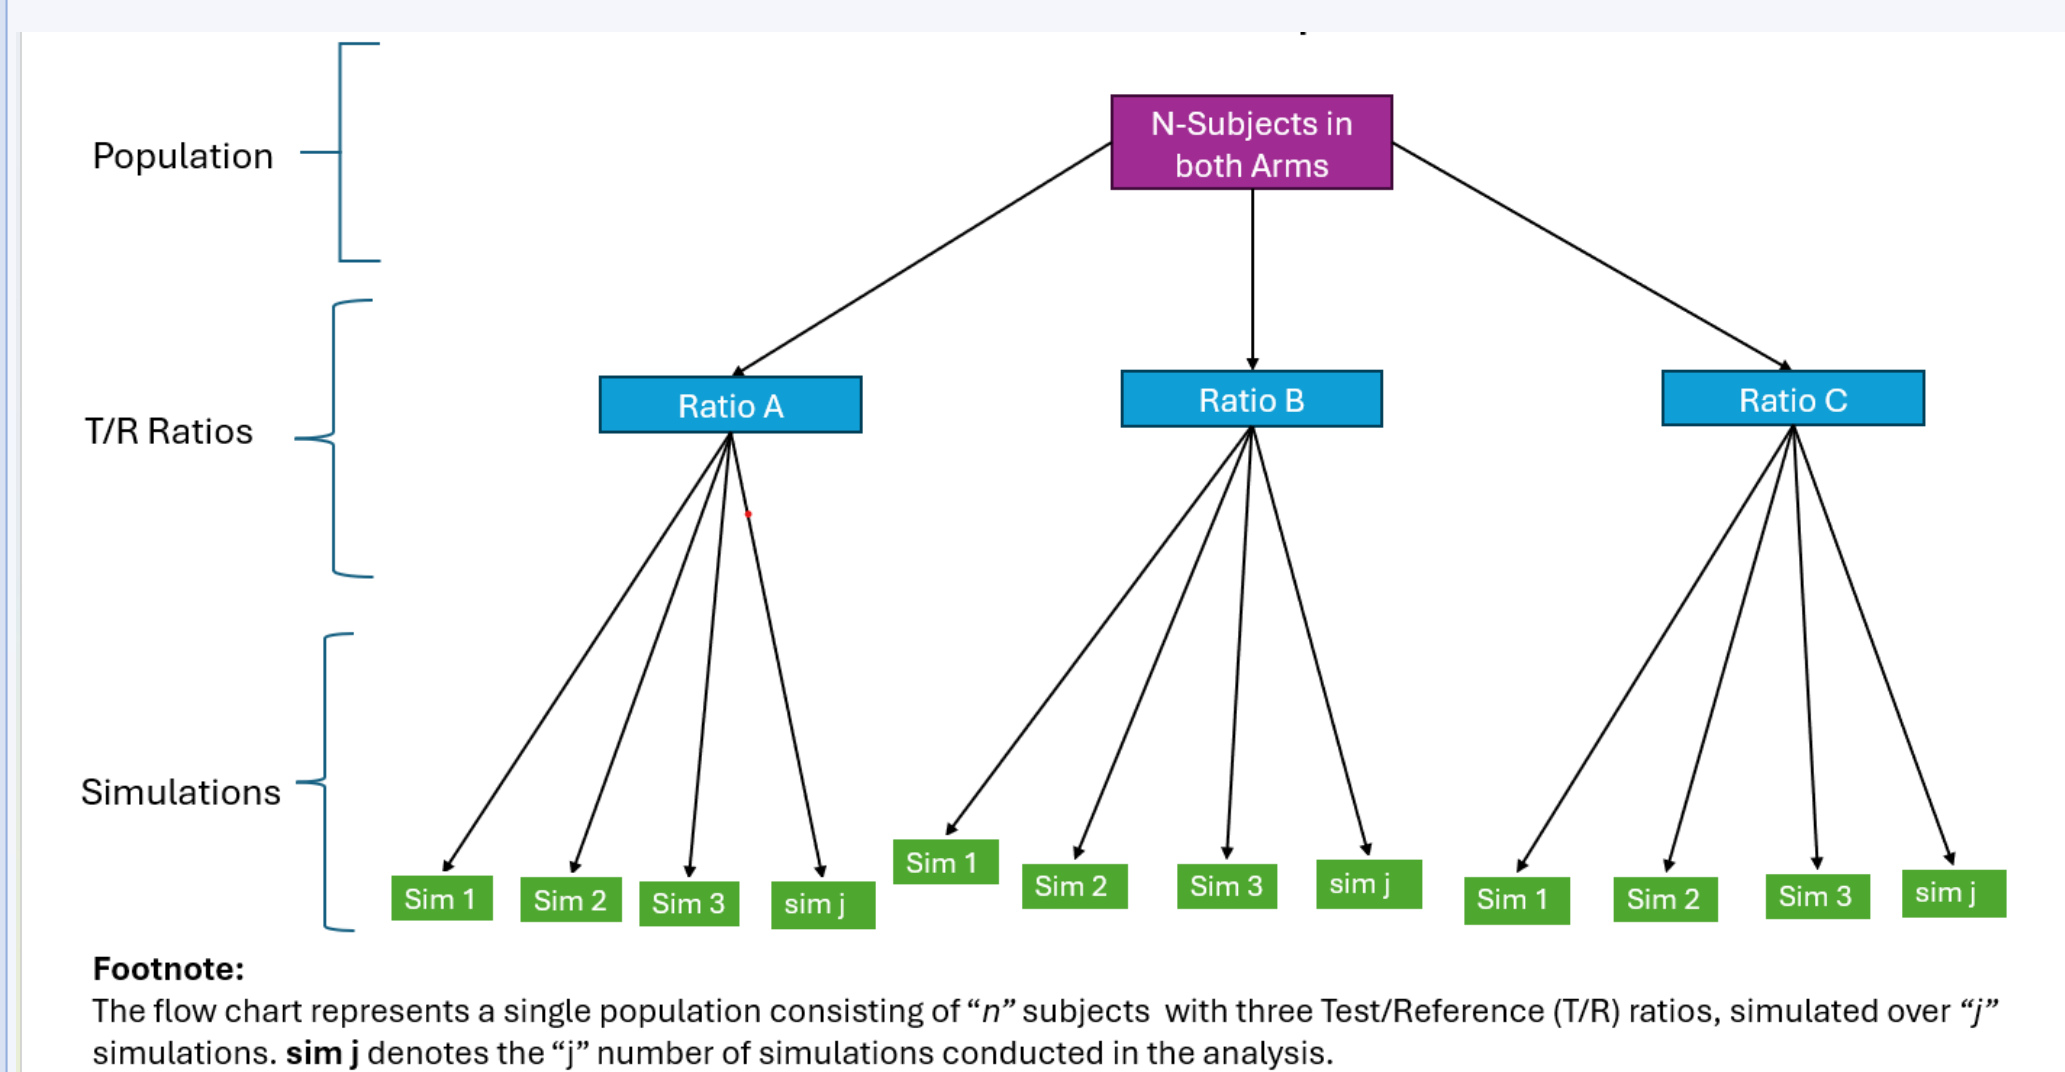 N-Subjects in
both Arms
Population
Ratio A
Ratio B
Ratio C
T/R Ratios
Simulations
Sim 1
Sim 2
Sim 3
sim j
Sim 1
Sim 2
Sim 3
sim j
Sim 1
Sim 2
Sim 3
sim j
Footnote:
The flow chart represents a single population consisting of “n” subjects with three Test/Reference (T/R) ratios, simulated over “j”
simulations. sim j denotes the “j” number of simulations conducted in the analysis.